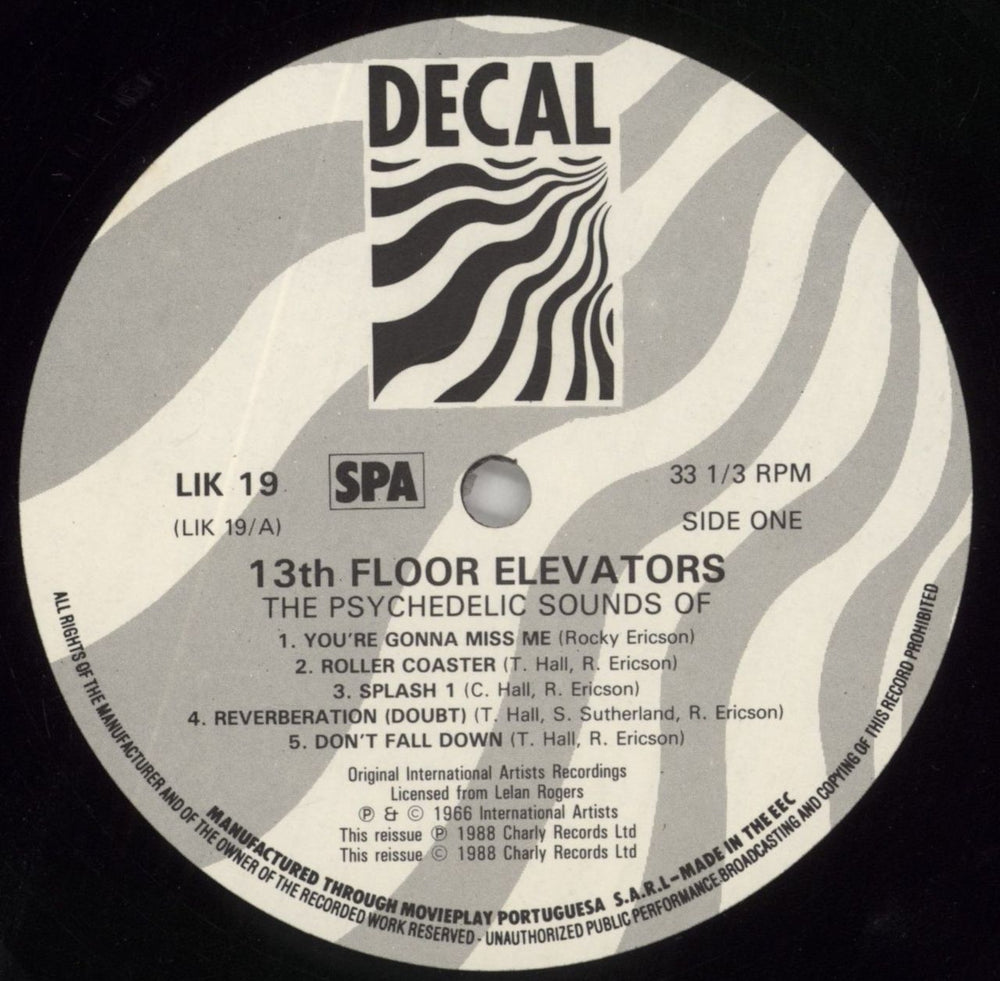 DECAL
LIK 19
SPA
33 1/3 RPM
(LIK 19/A)
SIDE ONE
13th FLOOR ELEVATORS
THE PSYCHEDELIC SOUNDS OF
1. YOU'RE GONNA MISS ME (Rocky Ericson)
2. ROLLER COASTER (T. Hall, R. Ericson)
3. SPLASH 1 (C. Hall, R. Ericson)
4. REVERBERATION (DOUBT) (T. Hall, S. Sutherland, R. Ericson)
5. DON'T FALL DOWN (T. Hall, R. Ericson)
Original International Artists Recordings
Licensed from Lelan Rogers
℗ & © 1966 International Artists
This reissue ℗ 1988 Charly Records Ltd
This reissue © 1988 Charly Records Ltd
MANUFACTURED THROUGH MOVIEPLAY PORTUGUESA S.A.R.L-MADE IN THE EEC
ALL RIGHTS OF THE MANUFACTURER AND OF THE OWNER OF THE RECORDED WORK RESERVED - UNAUTHORIZED PUBLIC PERFORMANCE-BROADCASTING AND COPYING OF THIS RECORD PROHIBITED